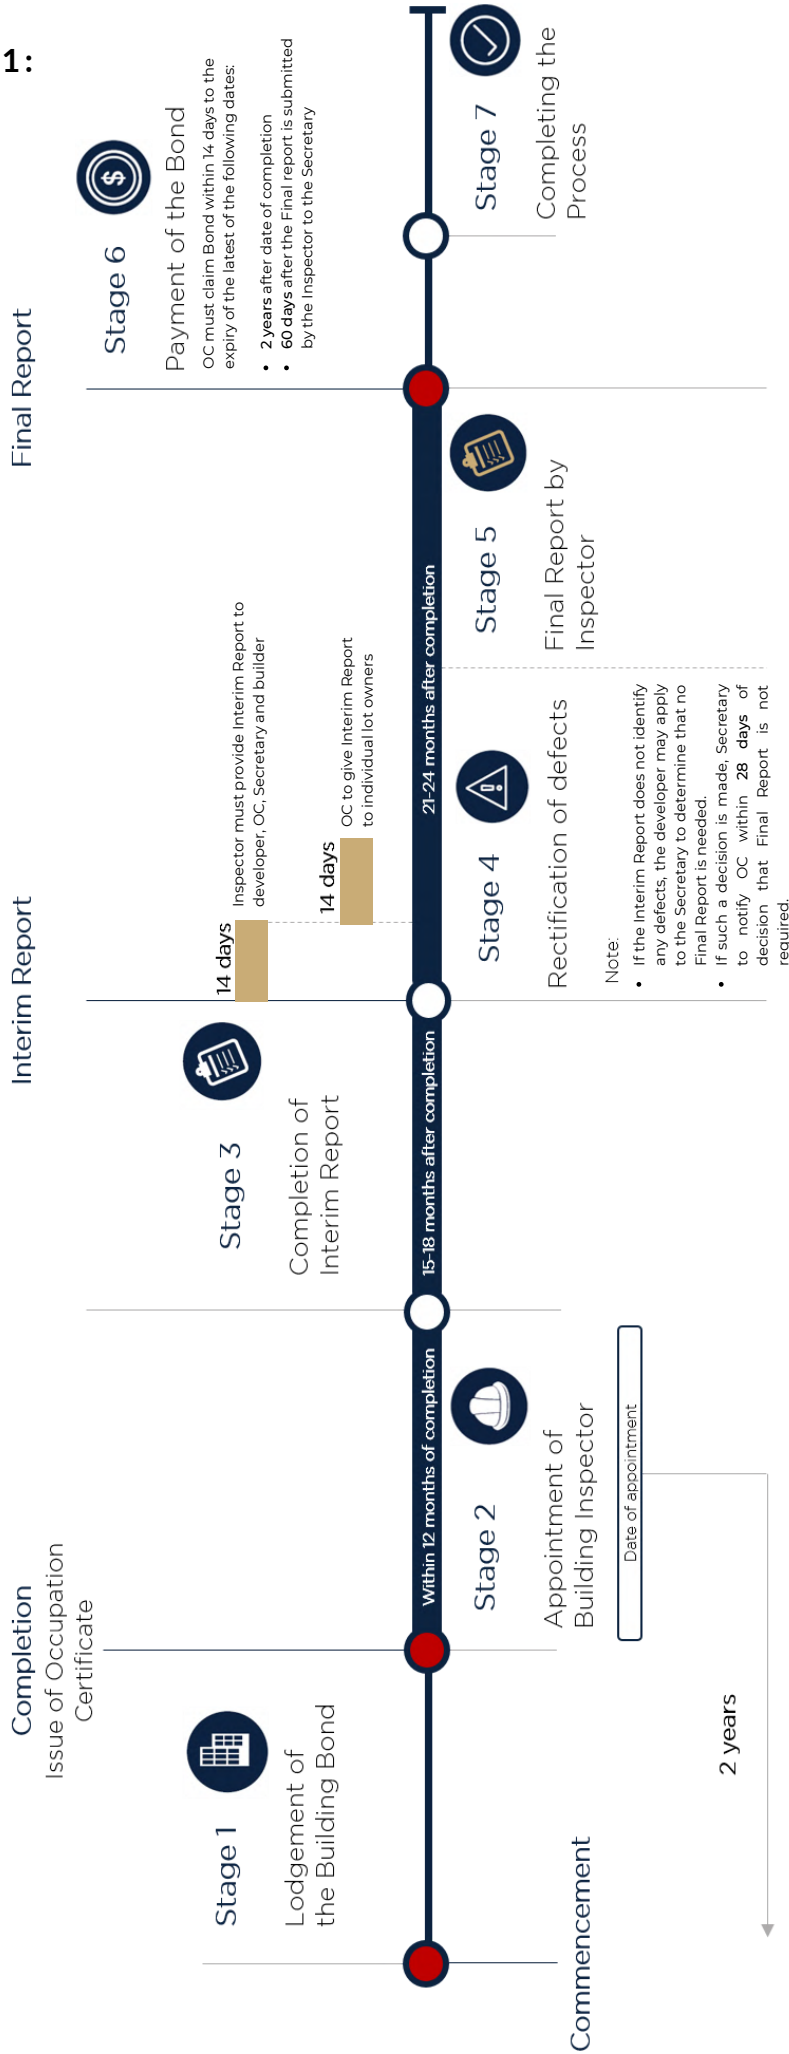 1:
Commencement
Stage 1
Lodgement of
the Building Bond
Completion
Issue of Occupation
Certificate
Within 12 months of completion
Stage 2
Appointment of
Building Inspector
Date of appointment
2 years
15-18 months after completion
Stage 3
Completion of
Interim Report
Interim Report
14 days
Inspector must provide Interim Report to
developer, OC, Secretary and builder
14 days
OC to give Interim Report
to individual lot owners
21-24 months after completion
Stage 4
Rectification of defects
Note:
• If the Interim Report does not identify
any defects, the developer may apply
to the Secretary to determine that no
Final Report is needed.
• If such a decision is made, Secretary
to notify OC within 28 days of
decision that Final Report is not
required.
Stage 5
Final Report by
Inspector
Final Report
Stage 6
$
Payment of the Bond
OC must claim Bond within 14 days to the
expiry of the latest of the following dates:
• 2 years after date of completion
• 60 days after the Final report is submitted
by the Inspector to the Secretary
Stage 7
Completing the
Process